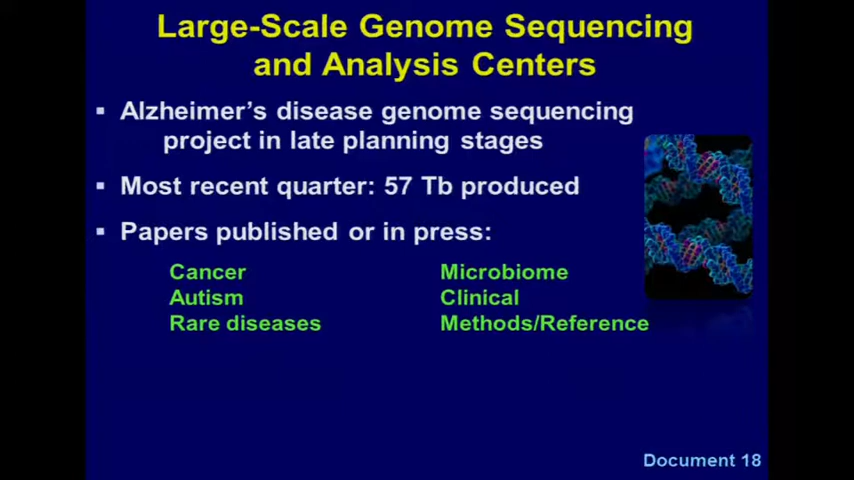 Large-Scale Genome Sequencing
and Analysis Centers
▪ Alzheimer's disease genome sequencing
project in late planning stages
▪ Most recent quarter: 57 Tb produced
▪ Papers published or in press:
Cancer
Autism
Rare diseases
Microbiome
Clinical
Methods/Reference
Document 18